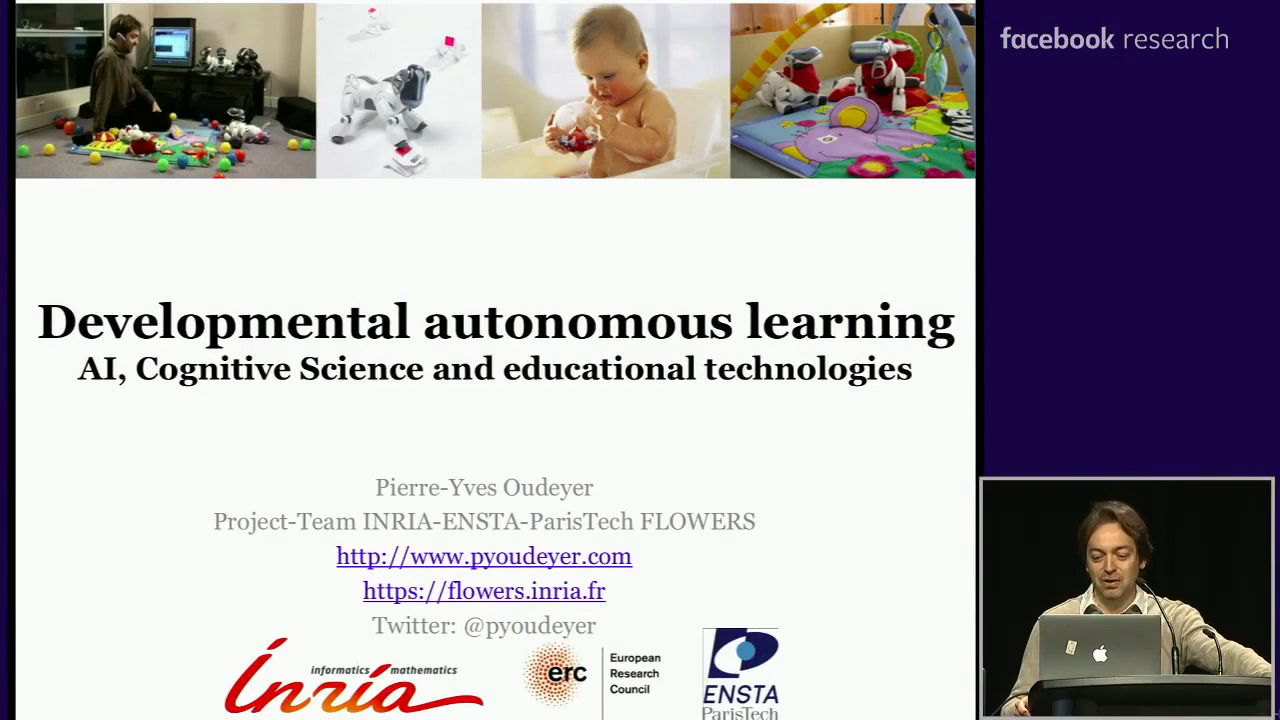 facebook research
Developmental autonomous learning
AI, Cognitive Science and educational technologies
Pierre-Yves Oudeyer
Project-Team INRIA-ENSTA-ParisTech FLOWERS
http://www.pyoudeyer.com
https://flowers.inria.fr
Twitter: @pyoudeyer
informatics mathematics
Inria
erc
European
Research
Council
ENSTA
ParisTech